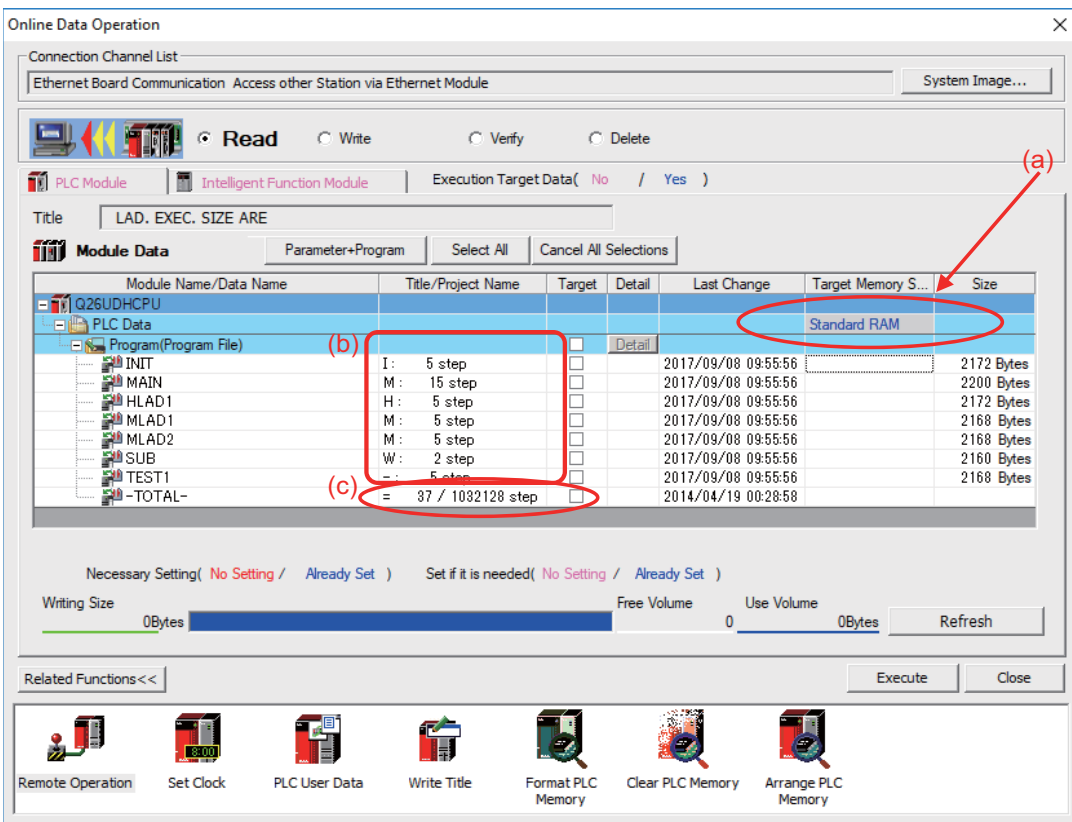 Online Data Operation
Connection Channel List
Ethernet Board Communication Access other Station via Ethernet Module
System Image...
Read Write Verify Delete
(a)
PLC Module Intelligent Function Module Execution Target Data( No / Yes )
Title LAD. EXEC. SIZE ARE
Module Data Parameter+Program Select All Cancel All Selections
Module Name/Data Name Title/Project Name Target Detail Last Change Target Memory S... Size
Q26UDHCPU
PLC Data Standard RAM
Program(Program File) (b) Detail
INIT I: 5 step 2017/09/08 09:55:56 2172 Bytes
MAIN M: 15 step 2017/09/08 09:55:56 2200 Bytes
HLAD1 H: 5 step 2017/09/08 09:55:56 2172 Bytes
MLAD1 M: 5 step 2017/09/08 09:55:56 2168 Bytes
MLAD2 M: 5 step 2017/09/08 09:55:56 2168 Bytes
SUB W: 2 step 2017/09/08 09:55:56 2160 Bytes
TEST1 -: 5 step 2017/09/08 09:55:56 2168 Bytes
-TOTAL- (c) = 37 / 1032128 step 2014/04/19 00:28:58
Necessary Setting( No Setting / Already Set ) Set if it is needed( No Setting / Already Set )
Writing Size Free Volume Use Volume
0Bytes 0 0Bytes Refresh
Related Functions<< Execute Close
8:00
Remote Operation Set Clock PLC User Data Write Title Format PLC Memory Clear PLC Memory Arrange PLC Memory